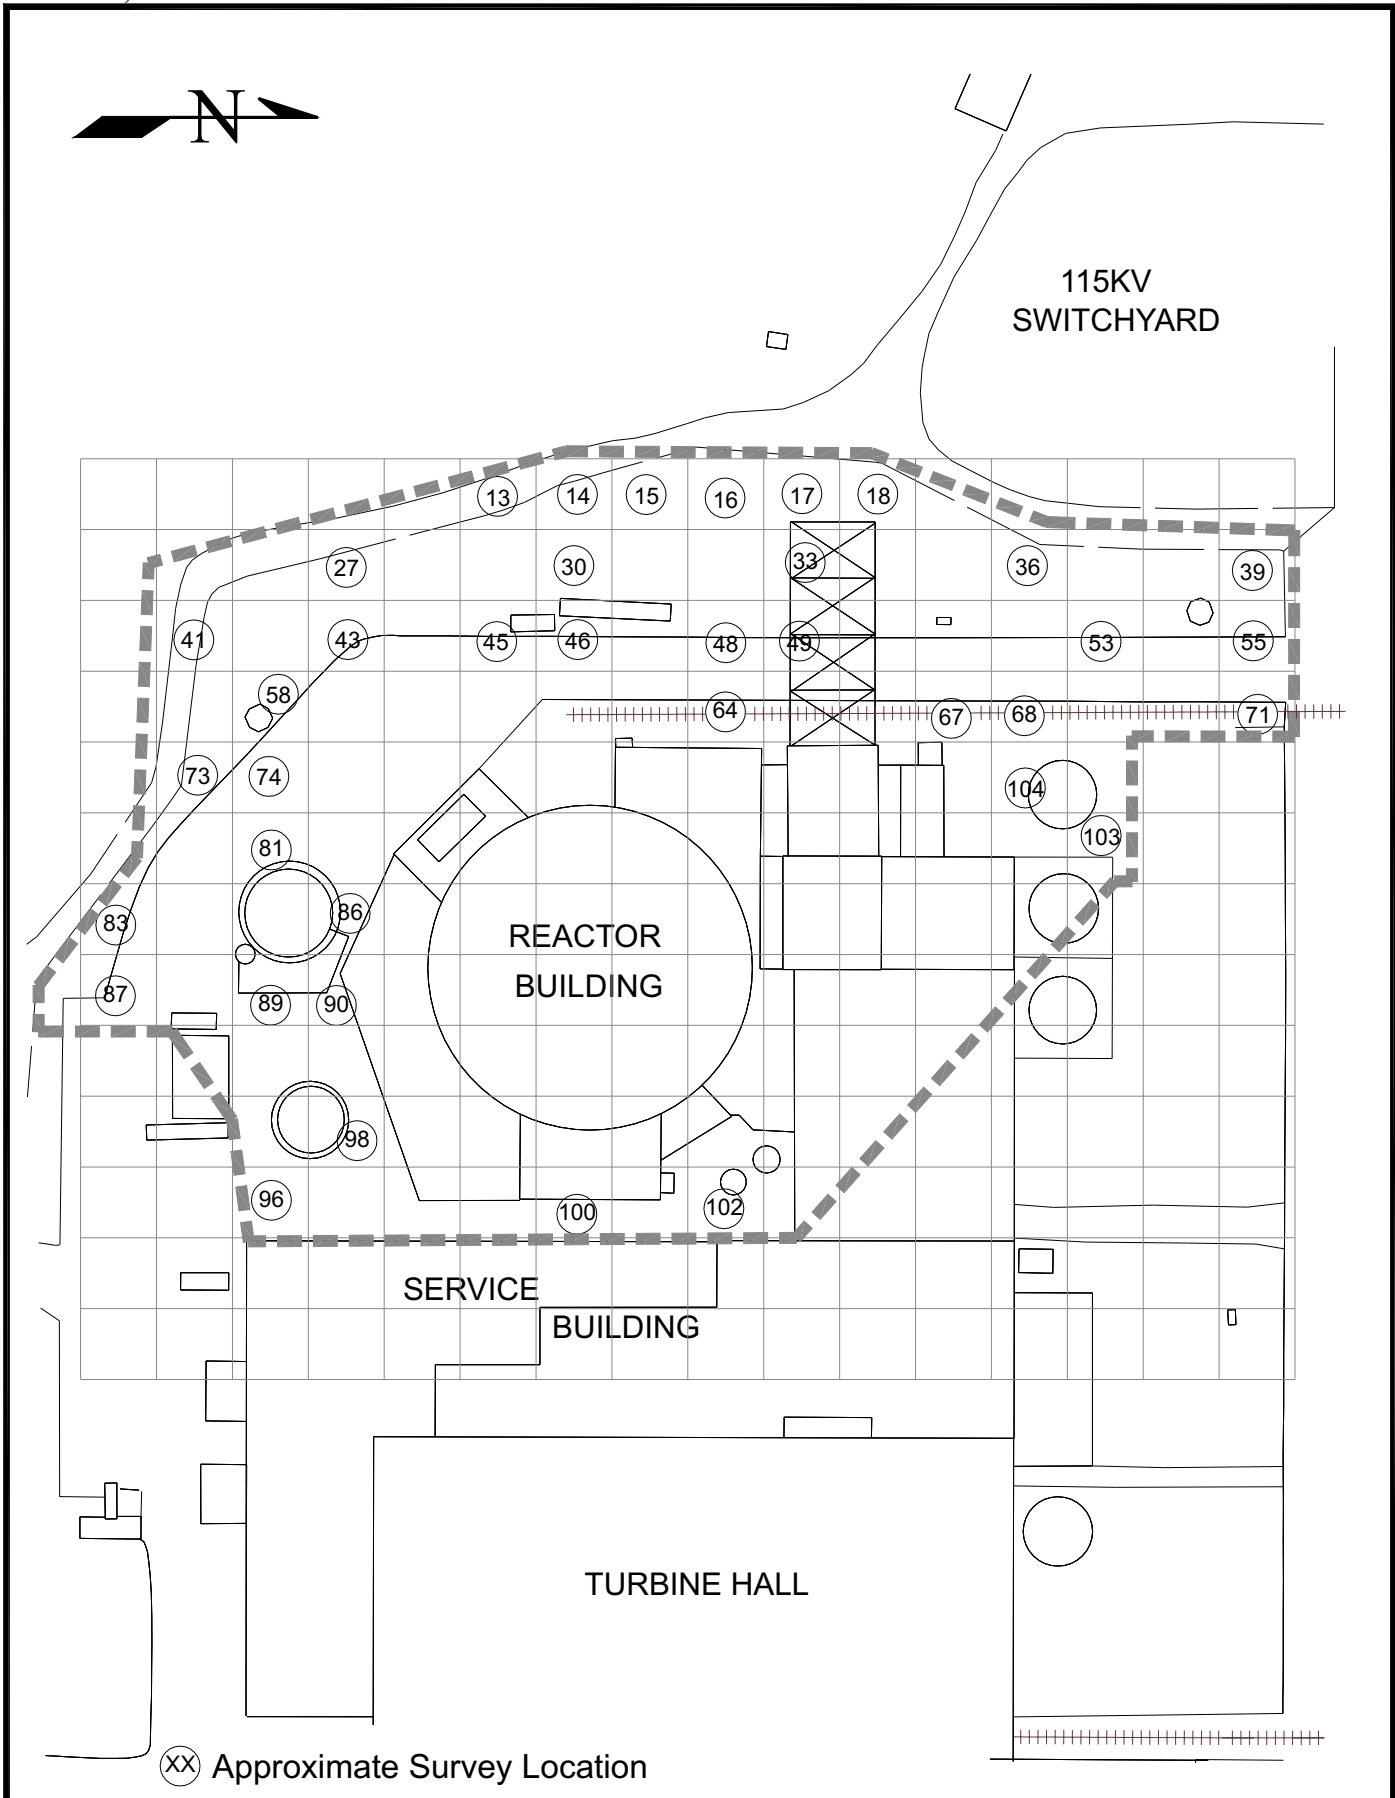 N
115KV
SWITCHYARD
13 14 15 16 17 18
27 30 33 36 39
41 43 45 46 48 49 53 55
58
64 67 68 71
73 74 104
103
81
83 86
REACTOR
BUILDING
87 89 90
98
96 100 102
SERVICE
BUILDING
TURBINE HALL
XX Approximate Survey Location